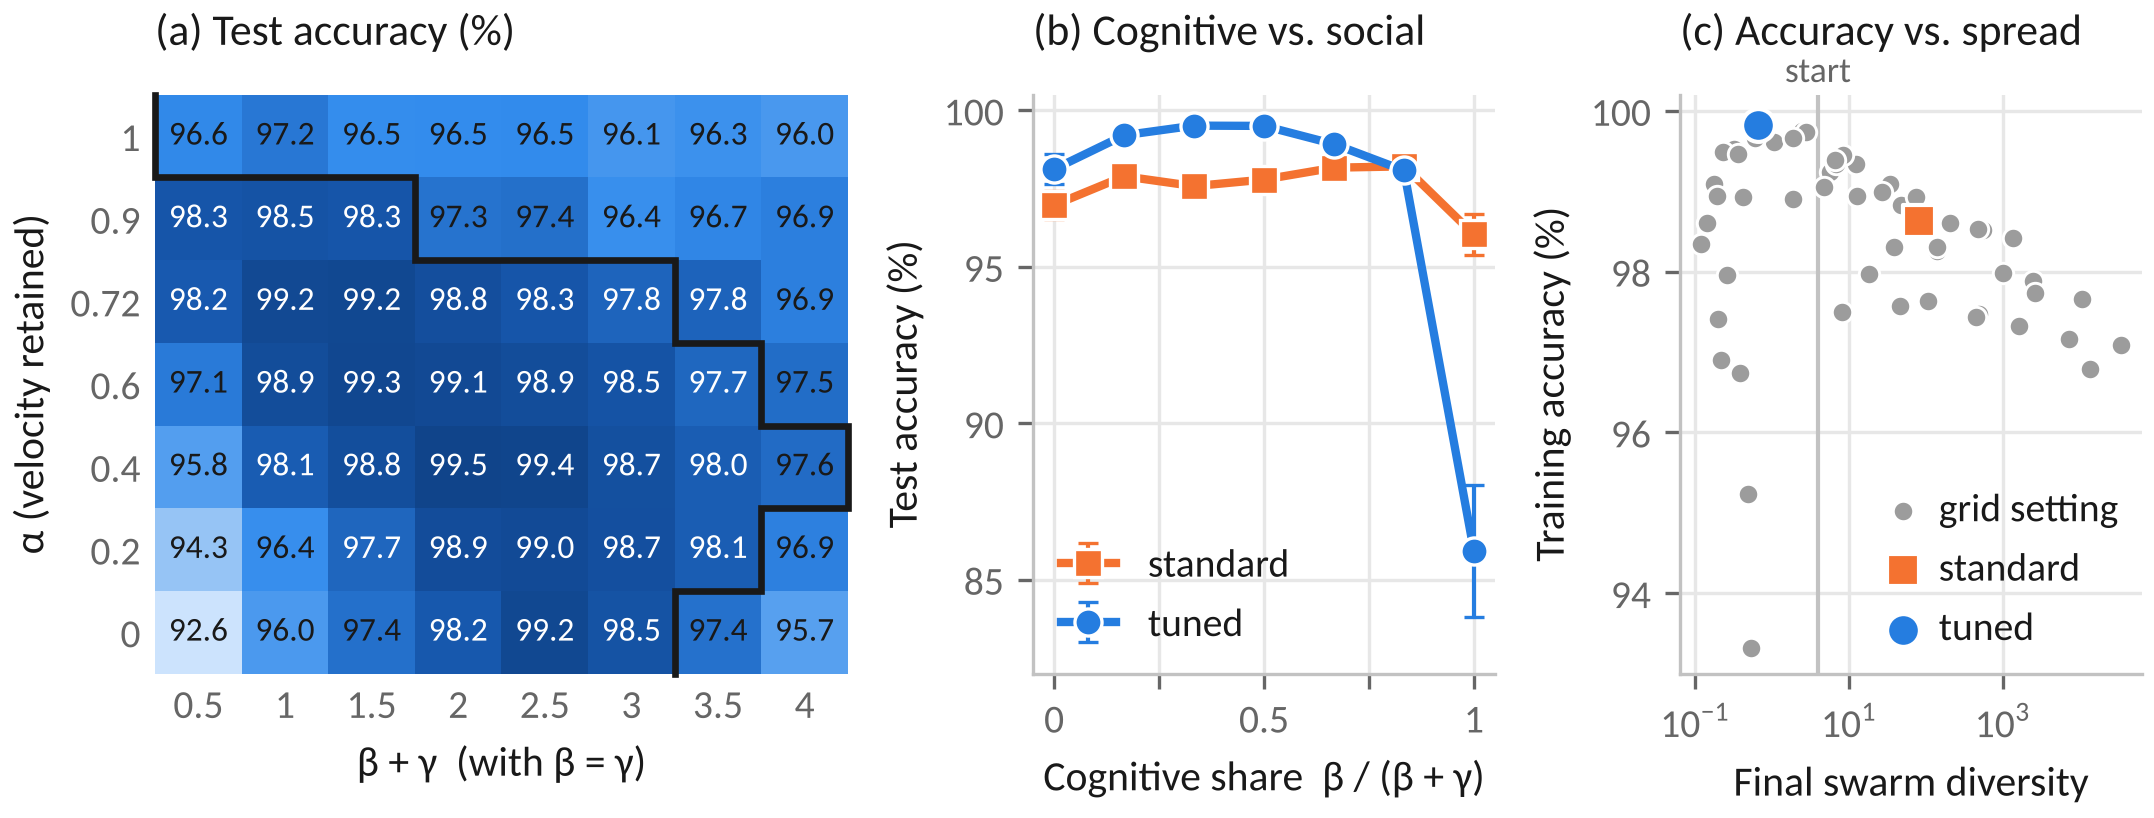 (a) Test accuracy (%)
α (velocity retained)
1 96.6 97.2 96.5 96.5 96.5 96.1 96.3 96.0
0.9 98.3 98.5 98.3 97.3 97.4 96.4 96.7 96.9
0.72 98.2 99.2 99.2 98.8 98.3 97.8 97.8 96.9
0.6 97.1 98.9 99.3 99.1 98.9 98.5 97.7 97.5
0.4 95.8 98.1 98.8 99.5 99.4 98.7 98.0 97.6
0.2 94.3 96.4 97.7 98.9 99.0 98.7 98.1 96.9
0 92.6 96.0 97.4 98.2 99.2 98.5 97.4 95.7
0.5 1 1.5 2 2.5 3 3.5 4
β + γ (with β = γ)
(b) Cognitive vs. social
Test accuracy (%)
100
95
90
85
standard
tuned
0 0.5 1
Cognitive share β / (β + γ)
(c) Accuracy vs. spread
start
Training accuracy (%)
100
98
96
94
grid setting
standard
tuned
10⁻¹ 10¹ 10³
Final swarm diversity